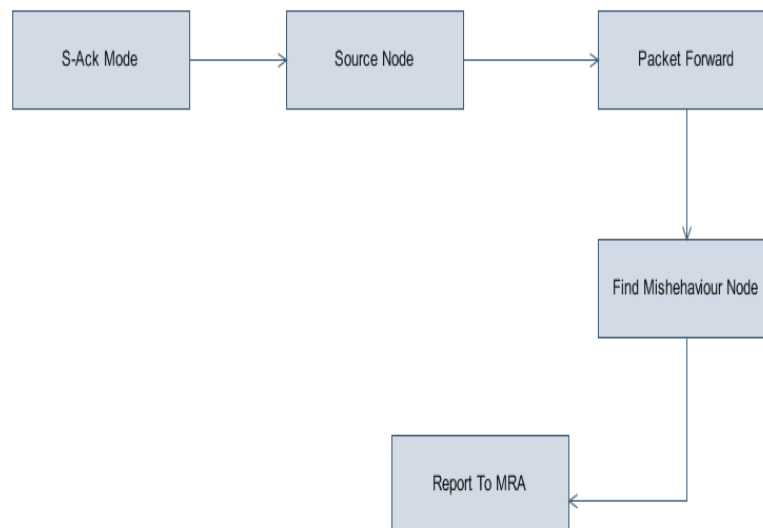 S-Ack Mode
Source Node
Packet Forward
Find Mishehaviour Node
Report To MRA